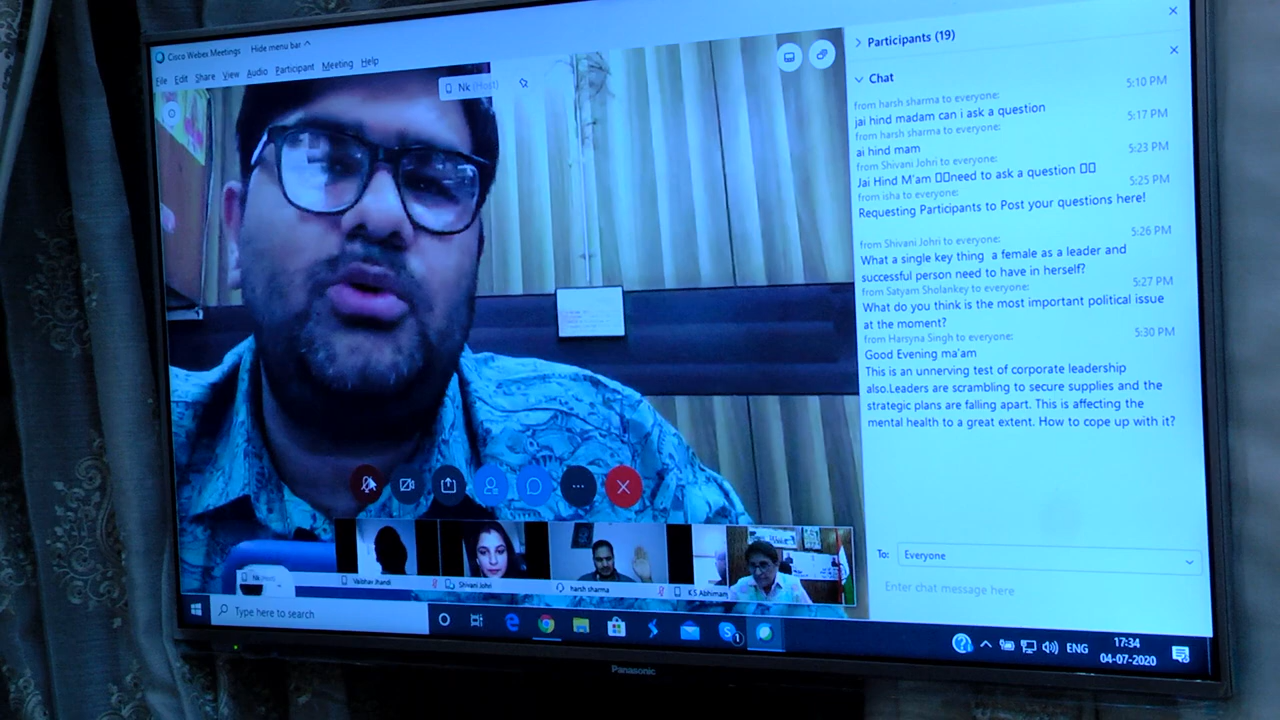 Cisco Webex Meetings
Hide menu bar
File Edit Share View Audio Participant Meeting Help
Nk (Host)
Participants (19)
Chat
from harsh sharma to everyone:
5:10 PM
jai hind madam can i ask a question
from harsh sharma to everyone:
5:17 PM
ai hind mam
from Shivani Johri to everyone:
5:23 PM
Jai Hind M'am need to ask a question
from isha to everyone:
5:25 PM
Requesting Participants to Post your questions here!
from Shivani Johri to everyone:
5:26 PM
What a single key thing a female as a leader and
successful person need to have in herself?
from Satyam Sholankey to everyone:
5:27 PM
What do you think is the most important political issue
at the moment?
from Harsyna Singh to everyone:
5:30 PM
Good Evening ma'am
This is an unnerving test of corporate leadership
also.Leaders are scrambling to secure supplies and the
strategic plans are falling apart. This is affecting the
mental health to a great extent. How to cope up with it?
To: Everyone
Enter chat message here
Nk (Host)
Vaibhav Jhandi
Shivani Johri
harsh sharma
K S Abhimany
Type here to search
1
ENG
17:34
04-07-2020
Panasonic